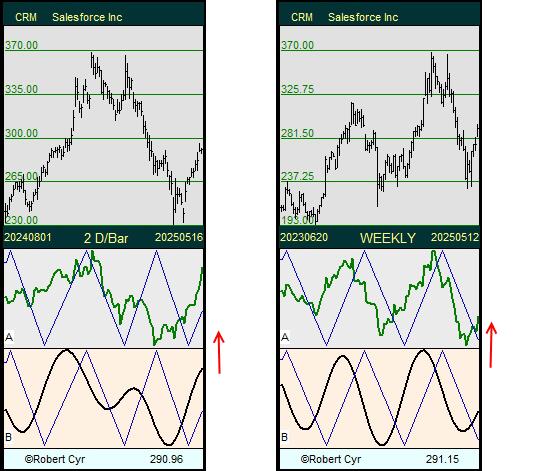 CRM Salesforce Inc
370.00
335.00
300.00
265.00
230.00
20240801 2 D/Bar 20250516
A
B
©Robert Cyr 290.96
CRM Salesforce Inc
370.00
325.75
281.50
237.25
193.00
20230620 WEEKLY 20250512
A
B
©Robert Cyr 291.15